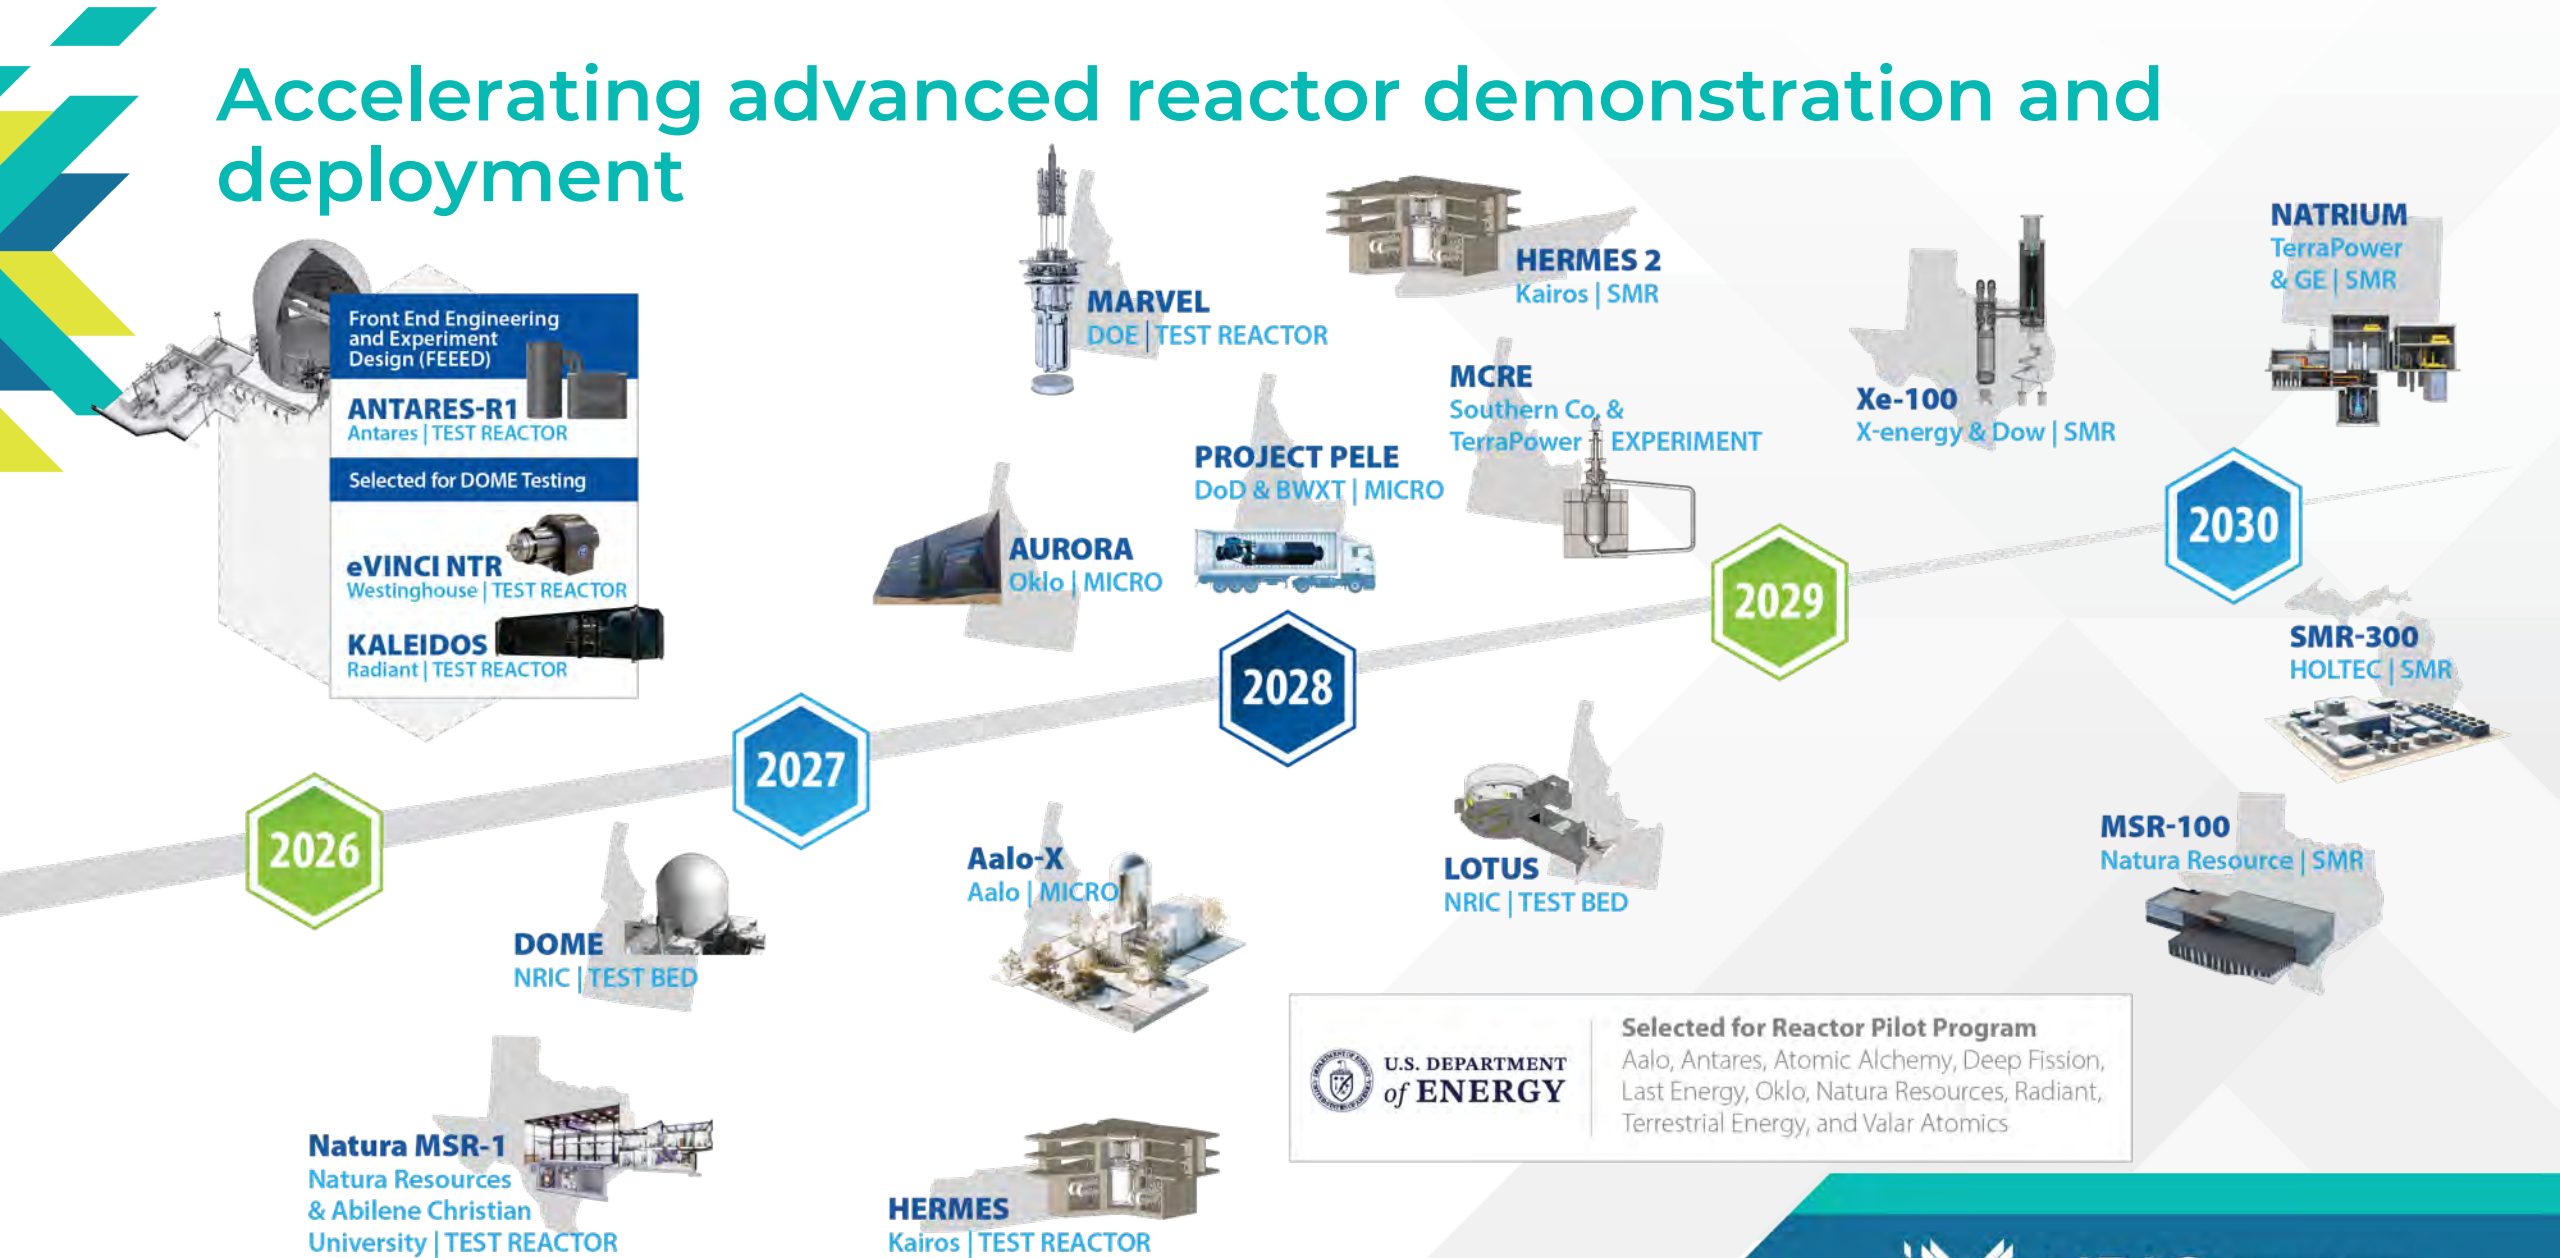 Accelerating advanced reactor demonstration and
deployment
Front End Engineering
and Experiment
Design (FEEED)
ANTARES-R1
Antares | TEST REACTOR
Selected for DOME Testing
eVINCI NTR
Westinghouse | TEST REACTOR
KALEIDOS
Radiant | TEST REACTOR
MARVEL
DOE | TEST REACTOR
HERMES 2
Kairos | SMR
MCRE
Southern Co, &
TerraPower | EXPERIMENT
PROJECT PELE
DoD & BWXT | MICRO
AURORA
Oklo | MICRO
Xe-100
X-energy & Dow | SMR
NATRIUM
TerraPower
& GE | SMR
2026
2027
2028
2029
2030
SMR-300
HOLTEC | SMR
MSR-100
Natura Resource | SMR
LOTUS
NRIC | TEST BED
Aalo-X
Aalo | MICRO
DOME
NRIC | TEST BED
Natura MSR-1
Natura Resources
& Abilene Christian
University | TEST REACTOR
HERMES
Kairos | TEST REACTOR
U.S. DEPARTMENT
of ENERGY
Selected for Reactor Pilot Program
Aalo, Antares, Atomic Alchemy, Deep Fission,
Last Energy, Oklo, Natura Resources, Radiant,
Terrestrial Energy, and Valar Atomics